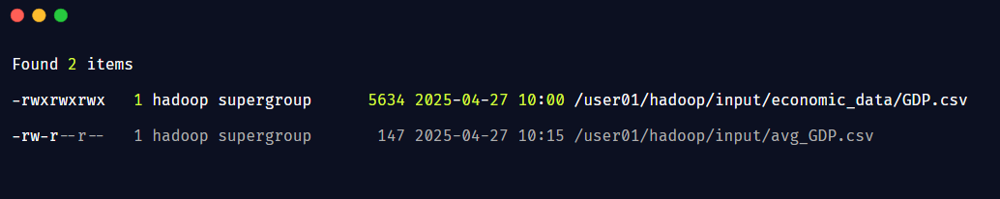 Found 2 items
-rwxrwxrwx   1 hadoop supergroup      5634 2025-04-27 10:00 /user01/hadoop/input/economic_data/GDP.csv
-rw-r--r--   1 hadoop supergroup       147 2025-04-27 10:15 /user01/hadoop/input/avg_GDP.csv